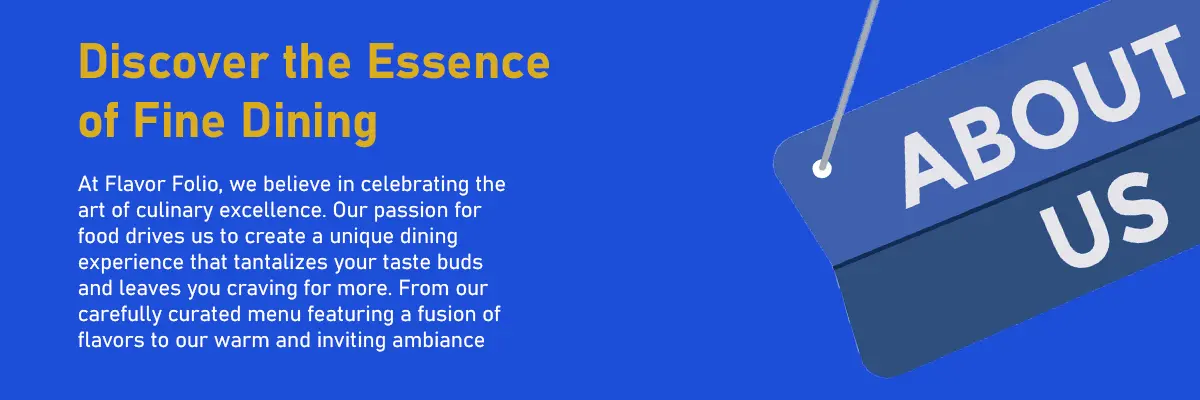 Discover the Essence
of Fine Dining
At Flavor Folio, we believe in celebrating the
art of culinary excellence. Our passion for
food drives us to create a unique dining
experience that tantalizes your taste buds
and leaves you craving for more. From our
carefully curated menu featuring a fusion of
flavors to our warm and inviting ambiance
ABOUT
US